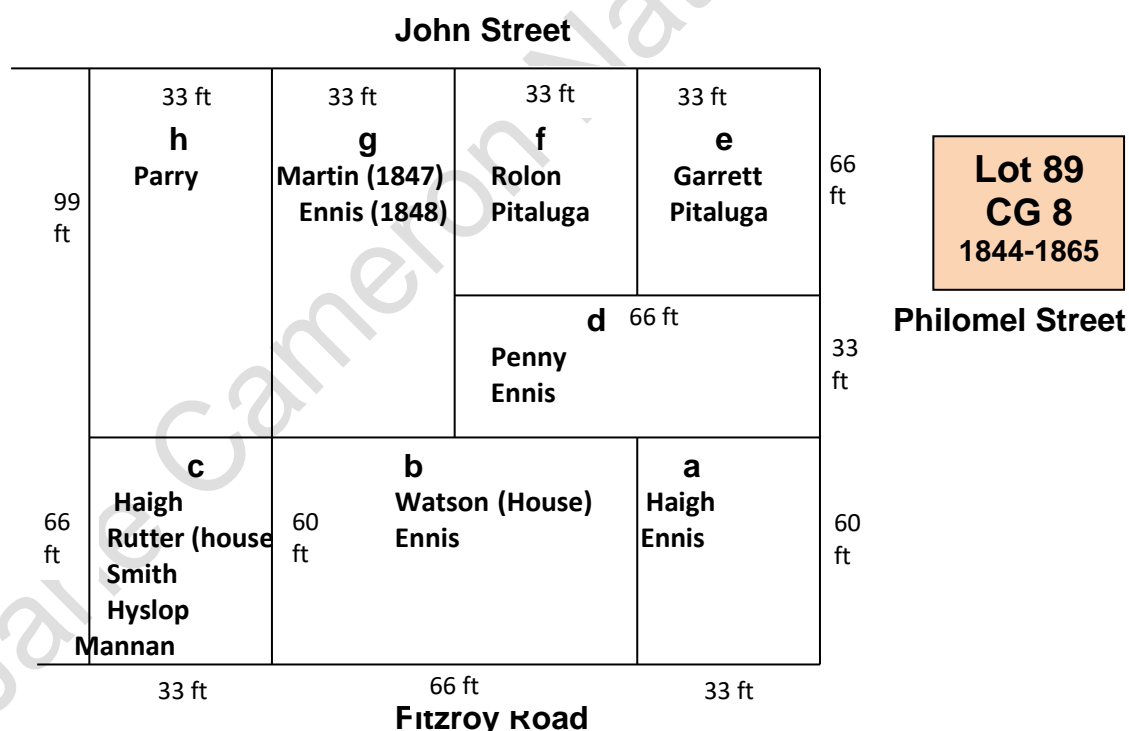 John Street
33 ft 33 ft 33 ft 33 ft
h g f e
Parry Martin (1847) Rolon Garrett
Ennis (1848) Pitaluga Pitaluga
99
ft
66
ft
Lot 89
CG 8
1844-1865
Philomel Street
d 66 ft
Penny
Ennis
33
ft
c b a
Haigh Watson (House) Haigh
Rutter (house Ennis Ennis
Smith
Hyslop
Mannan
66
ft
60
ft
60
ft
33 ft 66 ft 33 ft
Fitzroy Road
Jane Cameron Nat